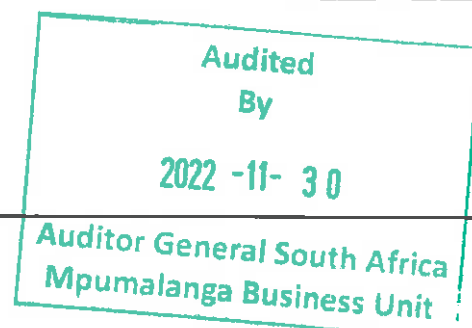 Audited
By
2022 -11- 30
Auditor General South Africa
Mpumalanga Business Unit